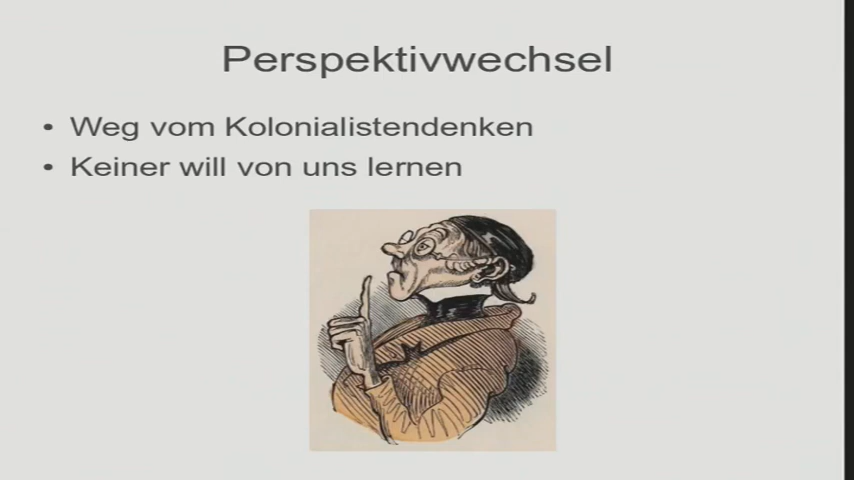 Perspektivwechsel
• Weg vom Kolonialistendenken
• Keiner will von uns lernen